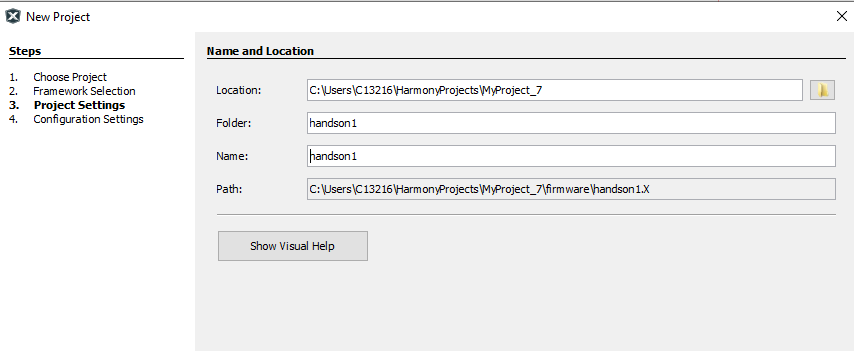 New Project
Steps
1. Choose Project
2. Framework Selection
3. Project Settings
4. Configuration Settings
Name and Location
Location: C:\Users\C13216\HarmonyProjects\MyProject_7
Folder: handson1
Name: handson1
Path: C:\Users\C13216\HarmonyProjects\MyProject_7\firmware\handson1.X
Show Visual Help